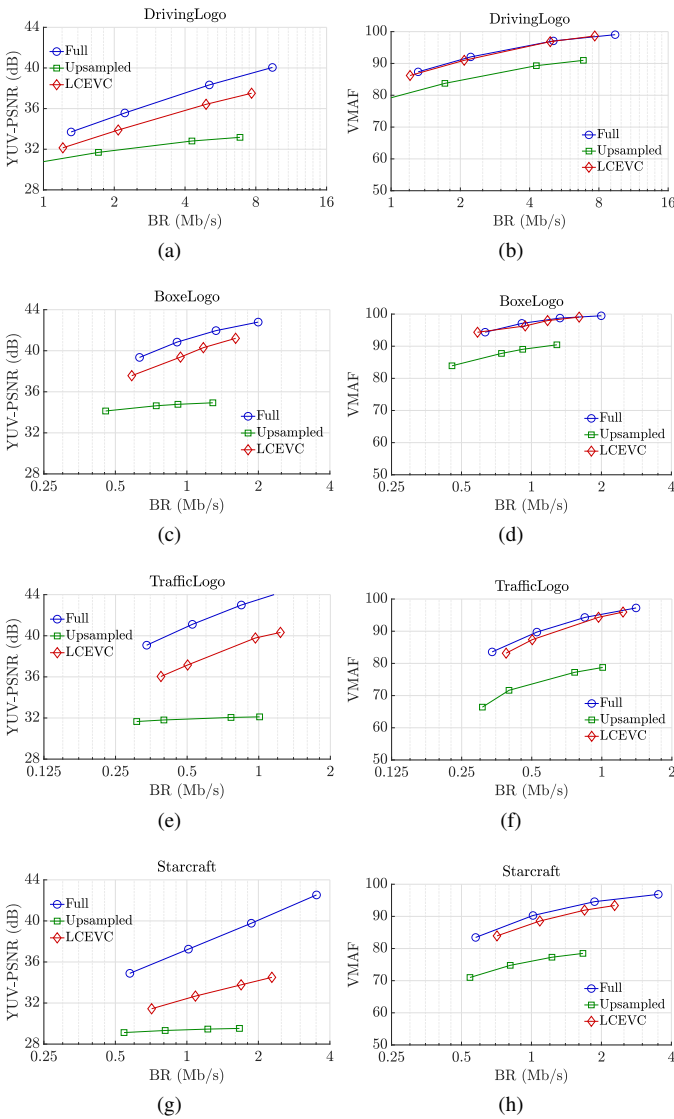 DrivingLogo
YUV-PSNR (dB)
44
40
36
32
28
Full
Upsampled
LCEVC
1 2 4 8 16
BR (Mb/s)
(a)
DrivingLogo
VMAF
100
90
80
70
60
50
Full
Upsampled
LCEVC
1 2 4 8 16
BR (Mb/s)
(b)
BoxeLogo
YUV-PSNR (dB)
44
40
36
32
28
Full
Upsampled
LCEVC
0.25 0.5 1 2 4
BR (Mb/s)
(c)
BoxeLogo
VMAF
100
90
80
70
60
50
Full
Upsampled
LCEVC
0.25 0.5 1 2 4
BR (Mb/s)
(d)
TrafficLogo
YUV-PSNR (dB)
44
40
36
32
28
Full
Upsampled
LCEVC
0.125 0.25 0.5 1 2
BR (Mb/s)
(e)
TrafficLogo
VMAF
100
90
80
70
60
50
Full
Upsampled
LCEVC
0.125 0.25 0.5 1 2
BR (Mb/s)
(f)
Starcraft
YUV-PSNR (dB)
44
40
36
32
28
Full
Upsampled
LCEVC
0.25 0.5 1 2 4
BR (Mb/s)
(g)
Starcraft
VMAF
100
90
80
70
60
50
Full
Upsampled
LCEVC
0.25 0.5 1 2 4
BR (Mb/s)
(h)